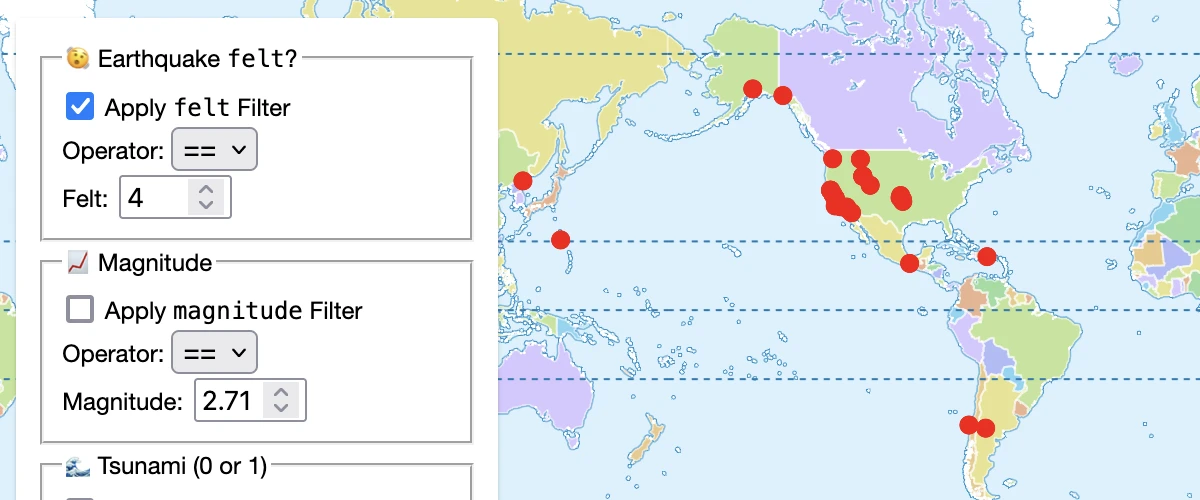 Earthquake felt?
Apply felt Filter
Operator: ==
Felt: 4
Magnitude
Apply magnitude Filter
Operator: ==
Magnitude: 2.71
Tsunami (0 or 1)